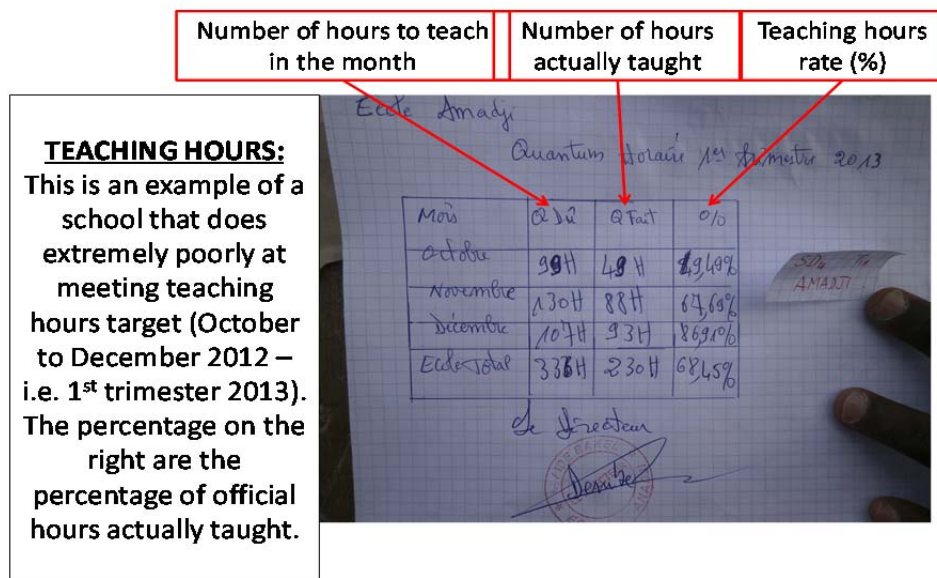 Number of hours to teach
in the month
Number of hours
actually taught
Teaching hours
rate (%)
TEACHING HOURS:
This is an example of a
school that does
extremely poorly at
meeting teaching
hours target (October
to December 2012 –
i.e. 1st trimester 2013).
The percentage on the
right are the
percentage of official
hours actually taught.
Ecole Amadji
Quantum Horaire 1er trimestre 2013
Mois Q Dû Q Fait %
Octobre 99H 49H 49,49%
Novembre 130H 88H 67,69%
Décembre 107H 93H 86,91%
Ecole Total 336H 230H 68,45%
Le Directeur
AMADJI